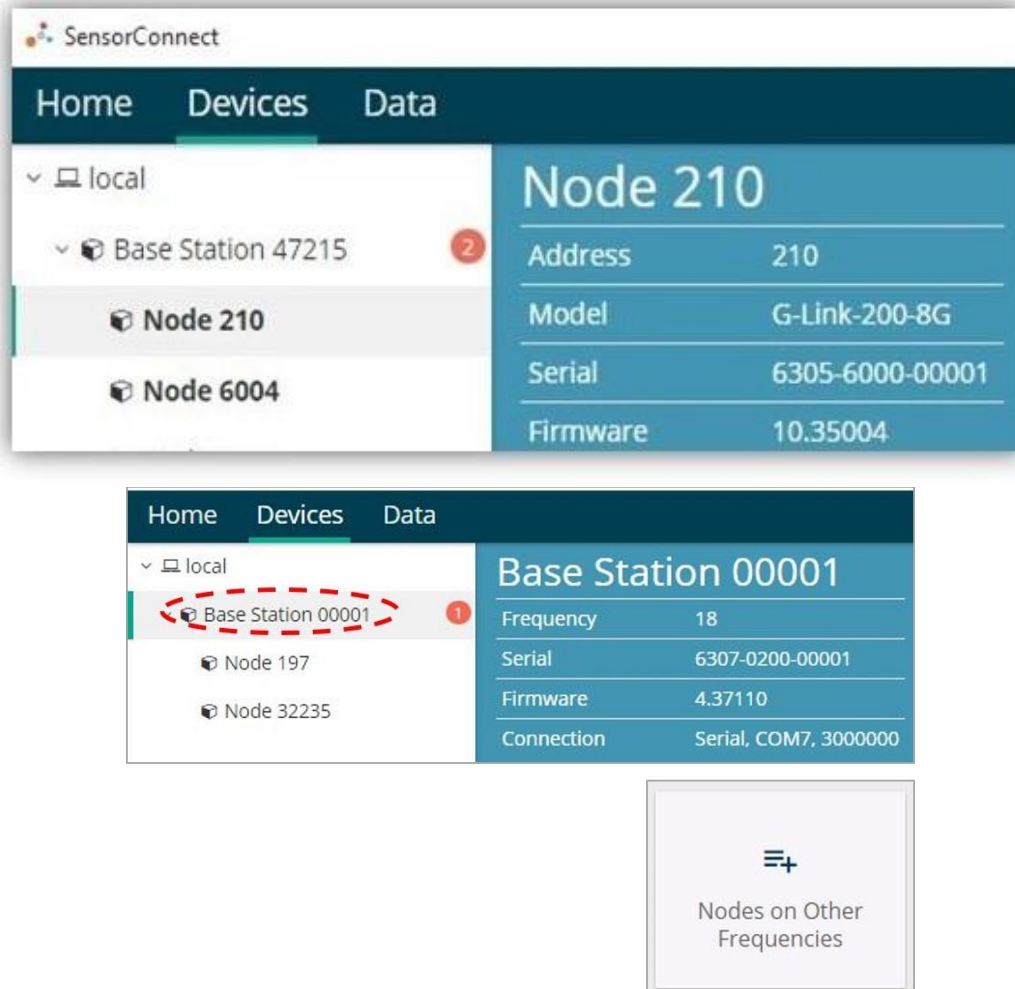 SensorConnect
Home Devices Data
local
Base Station 47215 2
Node 210
Node 6004
Node 210
Address 210
Model G-Link-200-8G
Serial 6305-6000-00001
Firmware 10.35004
Home Devices Data
local
Base Station 00001 1
Node 197
Node 32235
Base Station 00001
Frequency 18
Serial 6307-0200-00001
Firmware 4.37110
Connection Serial, COM7, 3000000
Nodes on Other
Frequencies